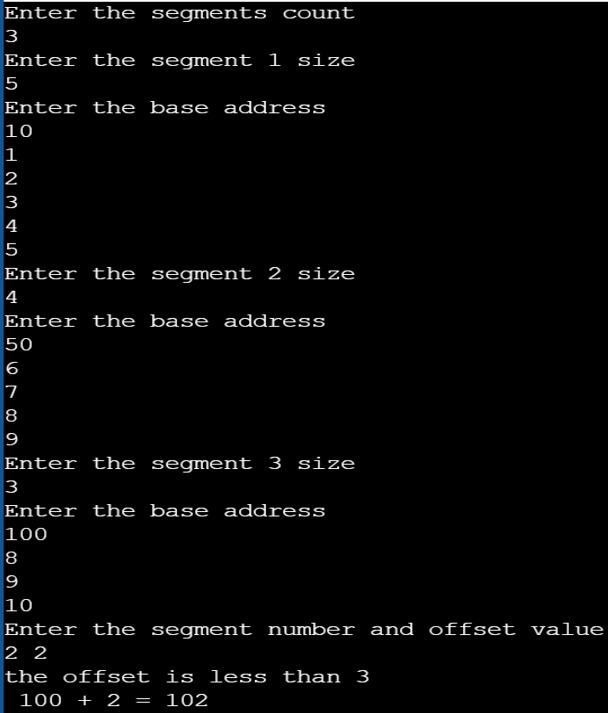 Enter the segments count
3
Enter the segment 1 size
5
Enter the base address
10
1
2
3
4
5
Enter the segment 2 size
4
Enter the base address
50
6
7
8
9
Enter the segment 3 size
3
Enter the base address
100
8
9
10
Enter the segment number and offset value
2 2
the offset is less than 3
100 + 2 = 102